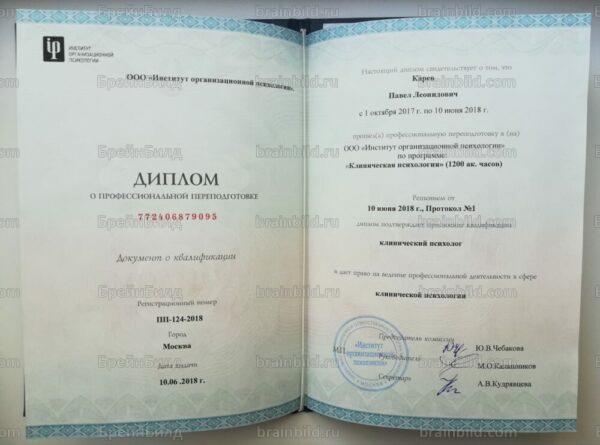 ip
ИНСТИТУТ
ОРГАНИЗАЦИОННОЙ
ПСИХОЛОГИИ
ООО «Институт организационной психологии»
ДИПЛОМ
О ПРОФЕССИОНАЛЬНОЙ ПЕРЕПОДГОТОВКЕ
772406879095
Документ о квалификации
Регистрационный номер
ПП-124-2018
Город
Москва
Дата выдачи
10.06.2018 г.
Настоящий диплом свидетельствует о том, что
Карев
Павел Леонидович
с 1 октября 2017 г. по 10 июня 2018 г.
прошел(а) профессиональную переподготовку в (на)
ООО «Институт организационной психологии»
по программе:
«Клиническая психология» (1200 ак. часов)
Решением от
10 июня 2018 г., Протокол №1
диплом подтверждает присвоение квалификации
клинический психолог
и дает право на ведение профессиональной деятельности в сфере
клинической психологии
Председатель комиссии
Ю.В.Чебакова
М.П.
Руководитель
М.О.Калашников
Секретарь
А.В.Кудрявцева
«Институт
организационной
психологии»
МОСКВА
БрейнБилд
brainbild.ru
brainbild.com